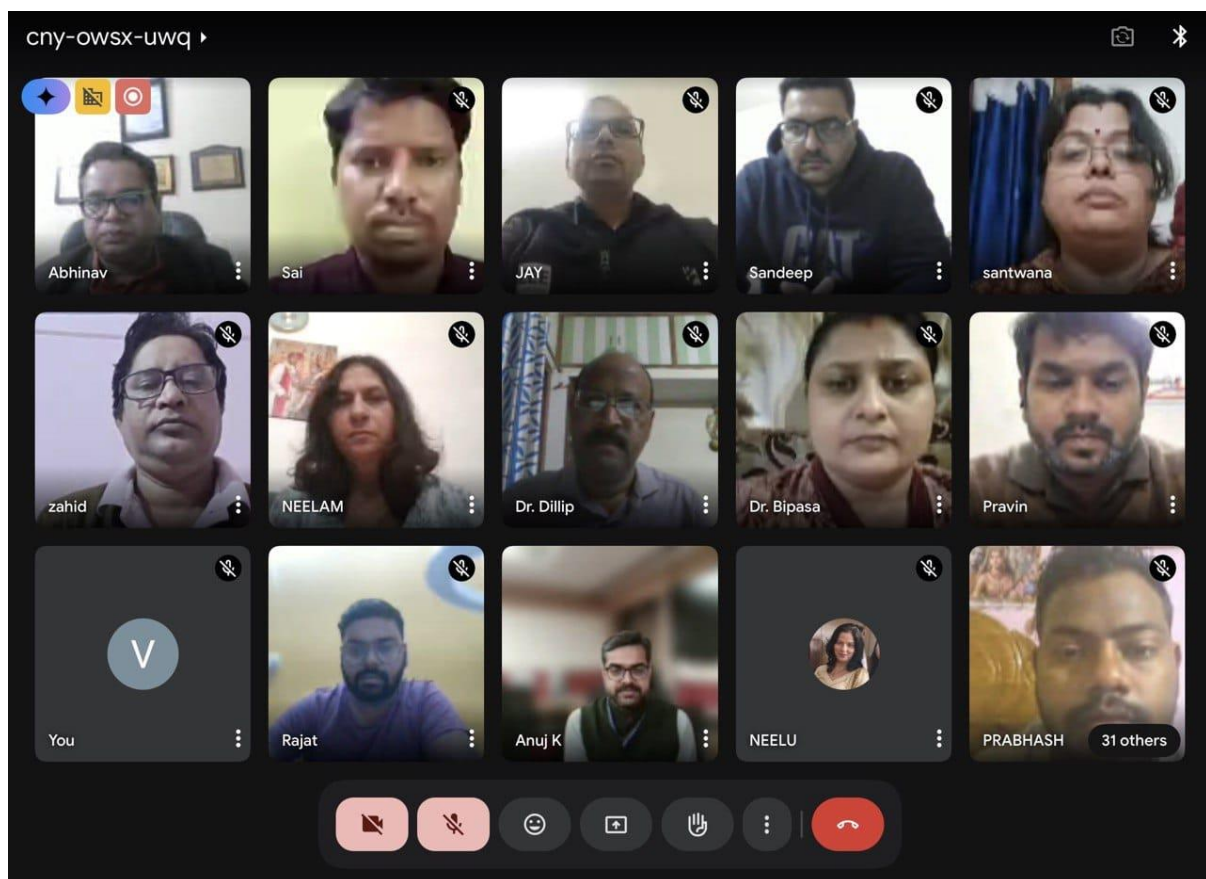 cny-owsx-uwq
Abhinav
Sai
JAY
Sandeep
santwana
zahid
NEELAM
Dr. Dillip
Dr. Bipasa
Pravin
V
You
Rajat
Anuj K
NEELU
PRABHASH
31 others